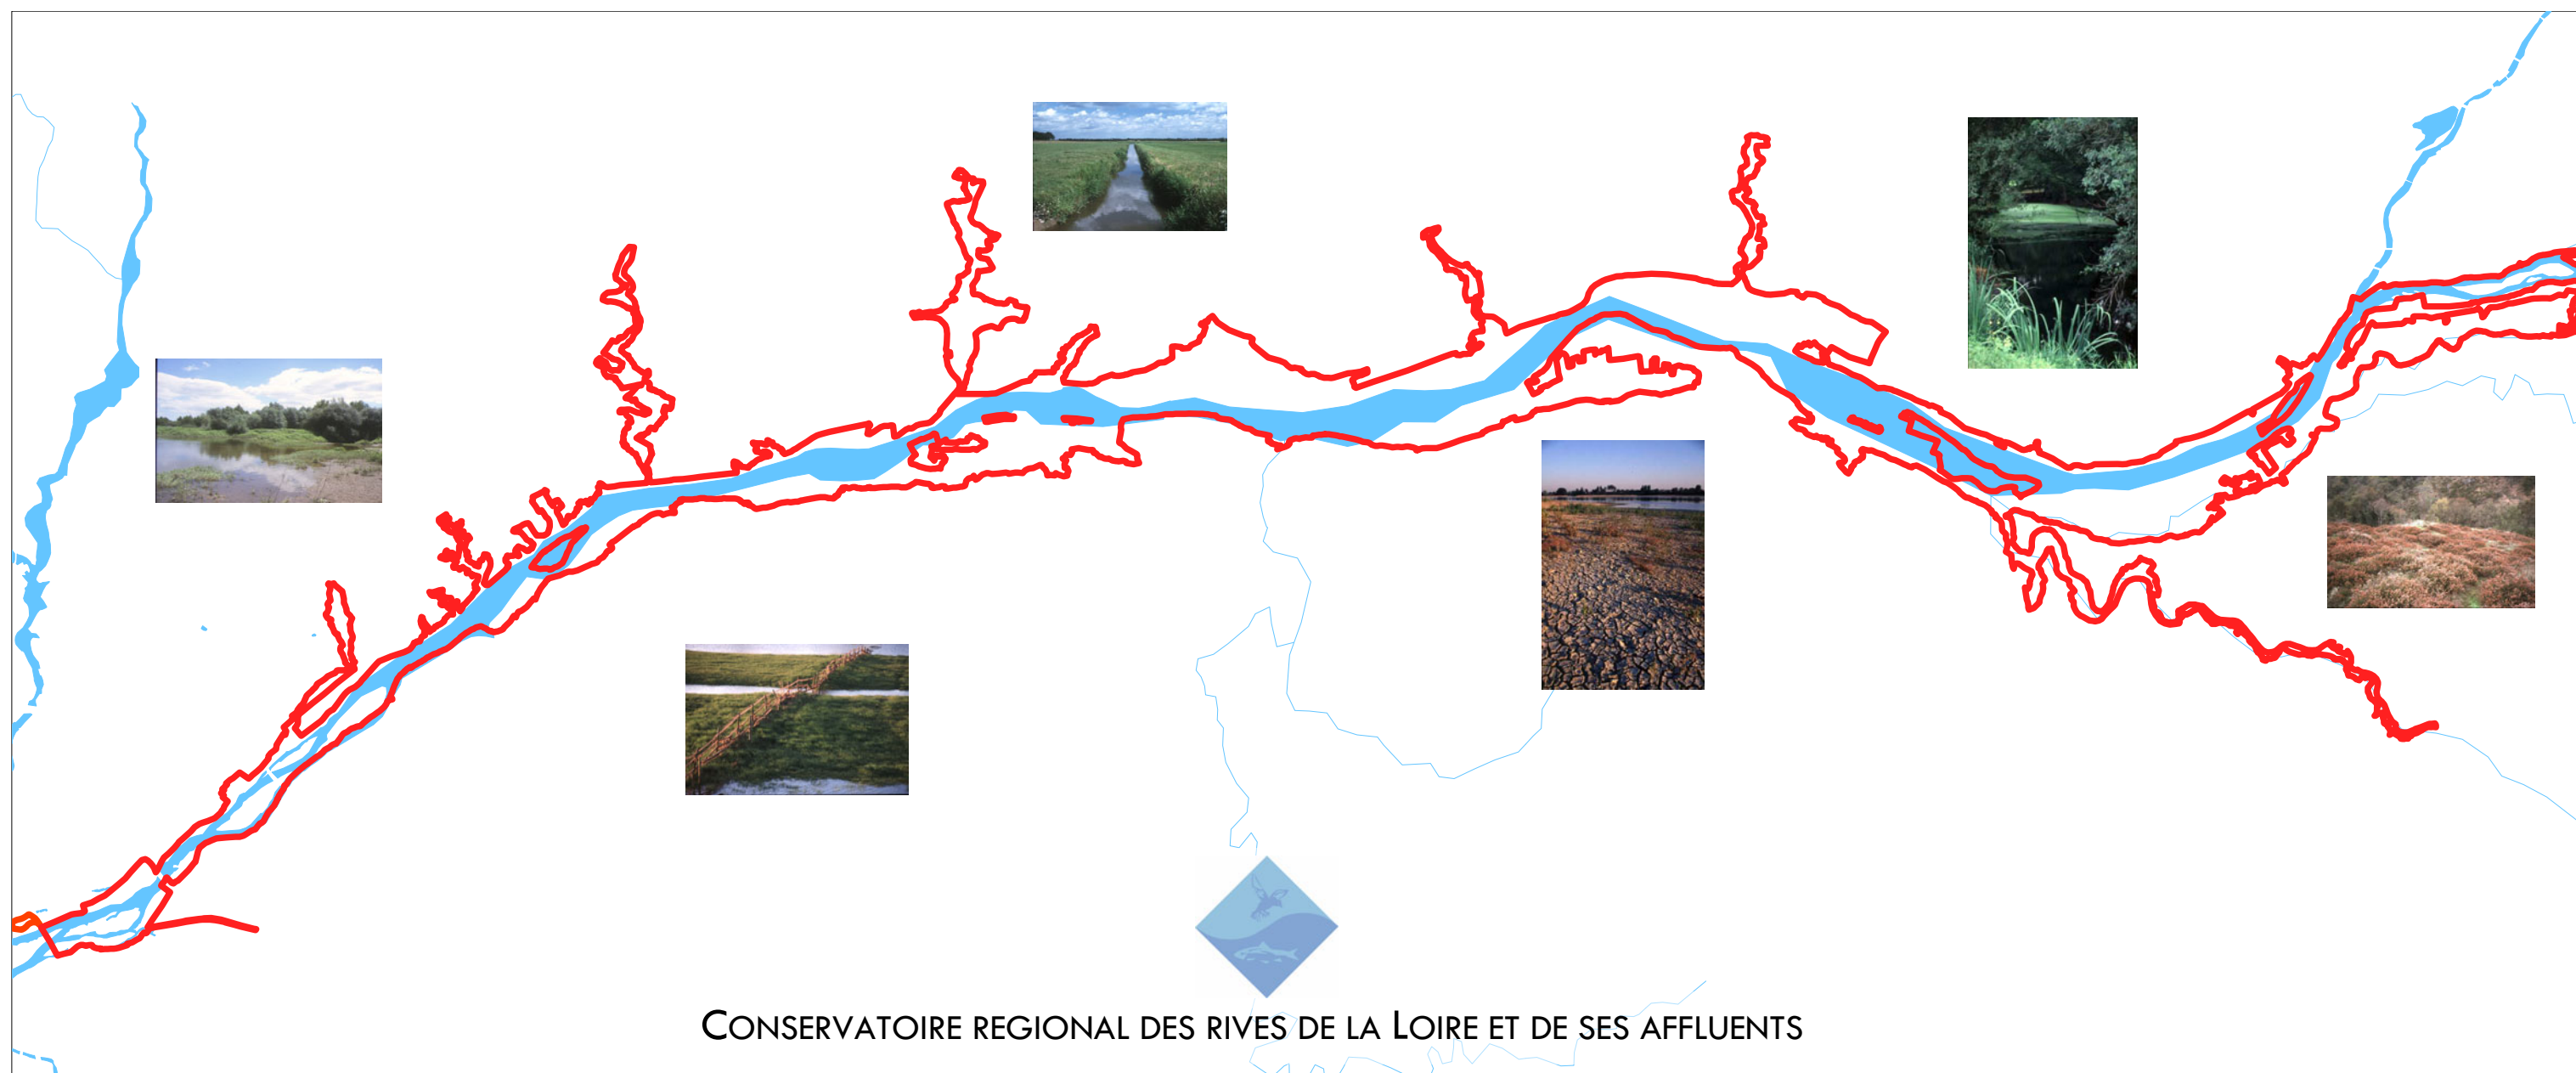 CONSERVATOIRE REGIONAL DES RIVES DE LA LOIRE ET DE SES AFFLUENTS